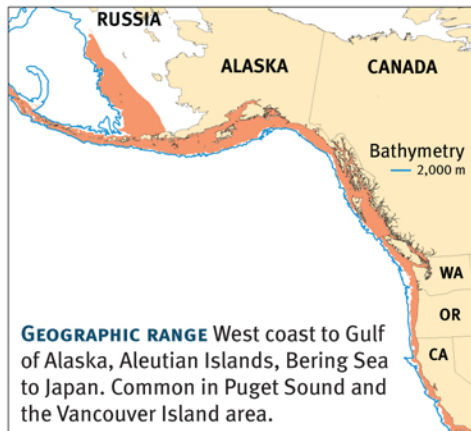 RUSSIA
ALASKA
CANADA
Bathymetry
2,000 m
WA
OR
CA
GEOGRAPHIC RANGE West coast to Gulf
of Alaska, Aleutian Islands, Bering Sea
to Japan. Common in Puget Sound and
the Vancouver Island area.